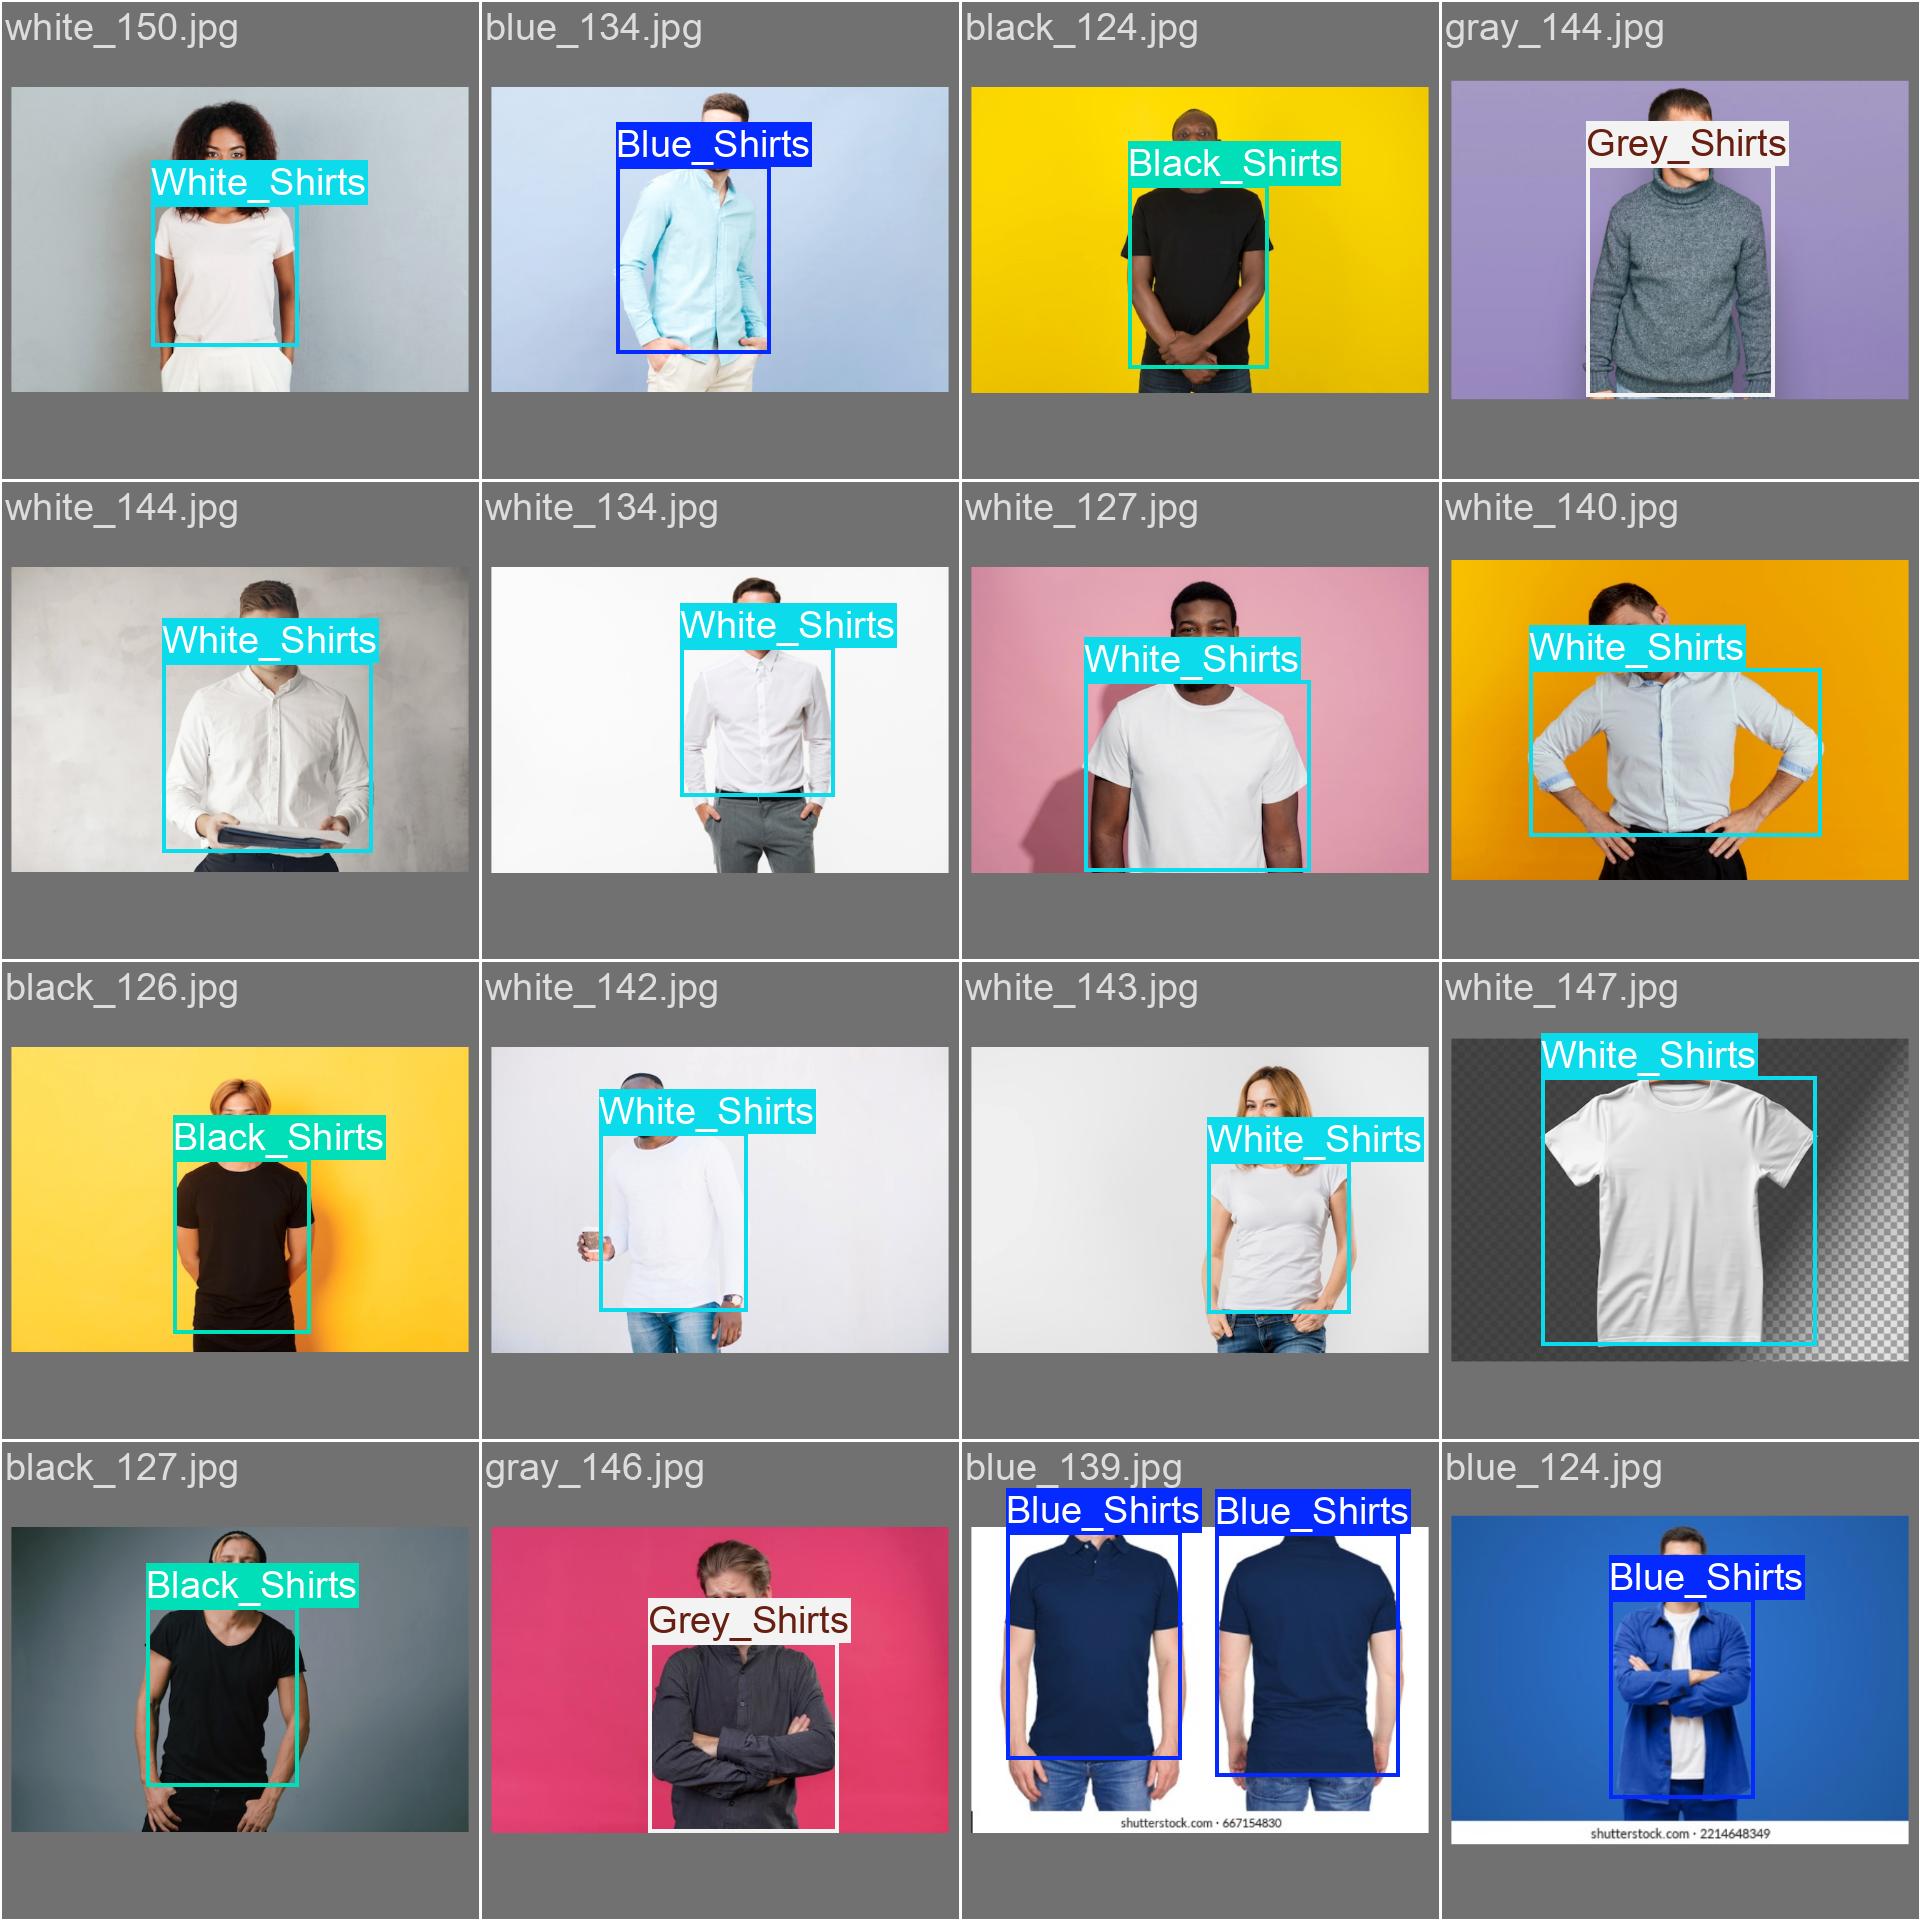 white_150.jpg
White_Shirts
blue_134.jpg
Blue_Shirts
black_124.jpg
Black_Shirts
gray_144.jpg
Grey_Shirts
white_144.jpg
White_Shirts
white_134.jpg
White_Shirts
white_127.jpg
White_Shirts
white_140.jpg
White_Shirts
black_126.jpg
Black_Shirts
white_142.jpg
White_Shirts
white_143.jpg
White_Shirts
white_147.jpg
White_Shirts
black_127.jpg
Black_Shirts
gray_146.jpg
Grey_Shirts
blue_139.jpg
Blue_Shirts
Blue_Shirts
shutterstock.com · 667154830
blue_124.jpg
Blue_Shirts
shutterstock.com · 2214648349